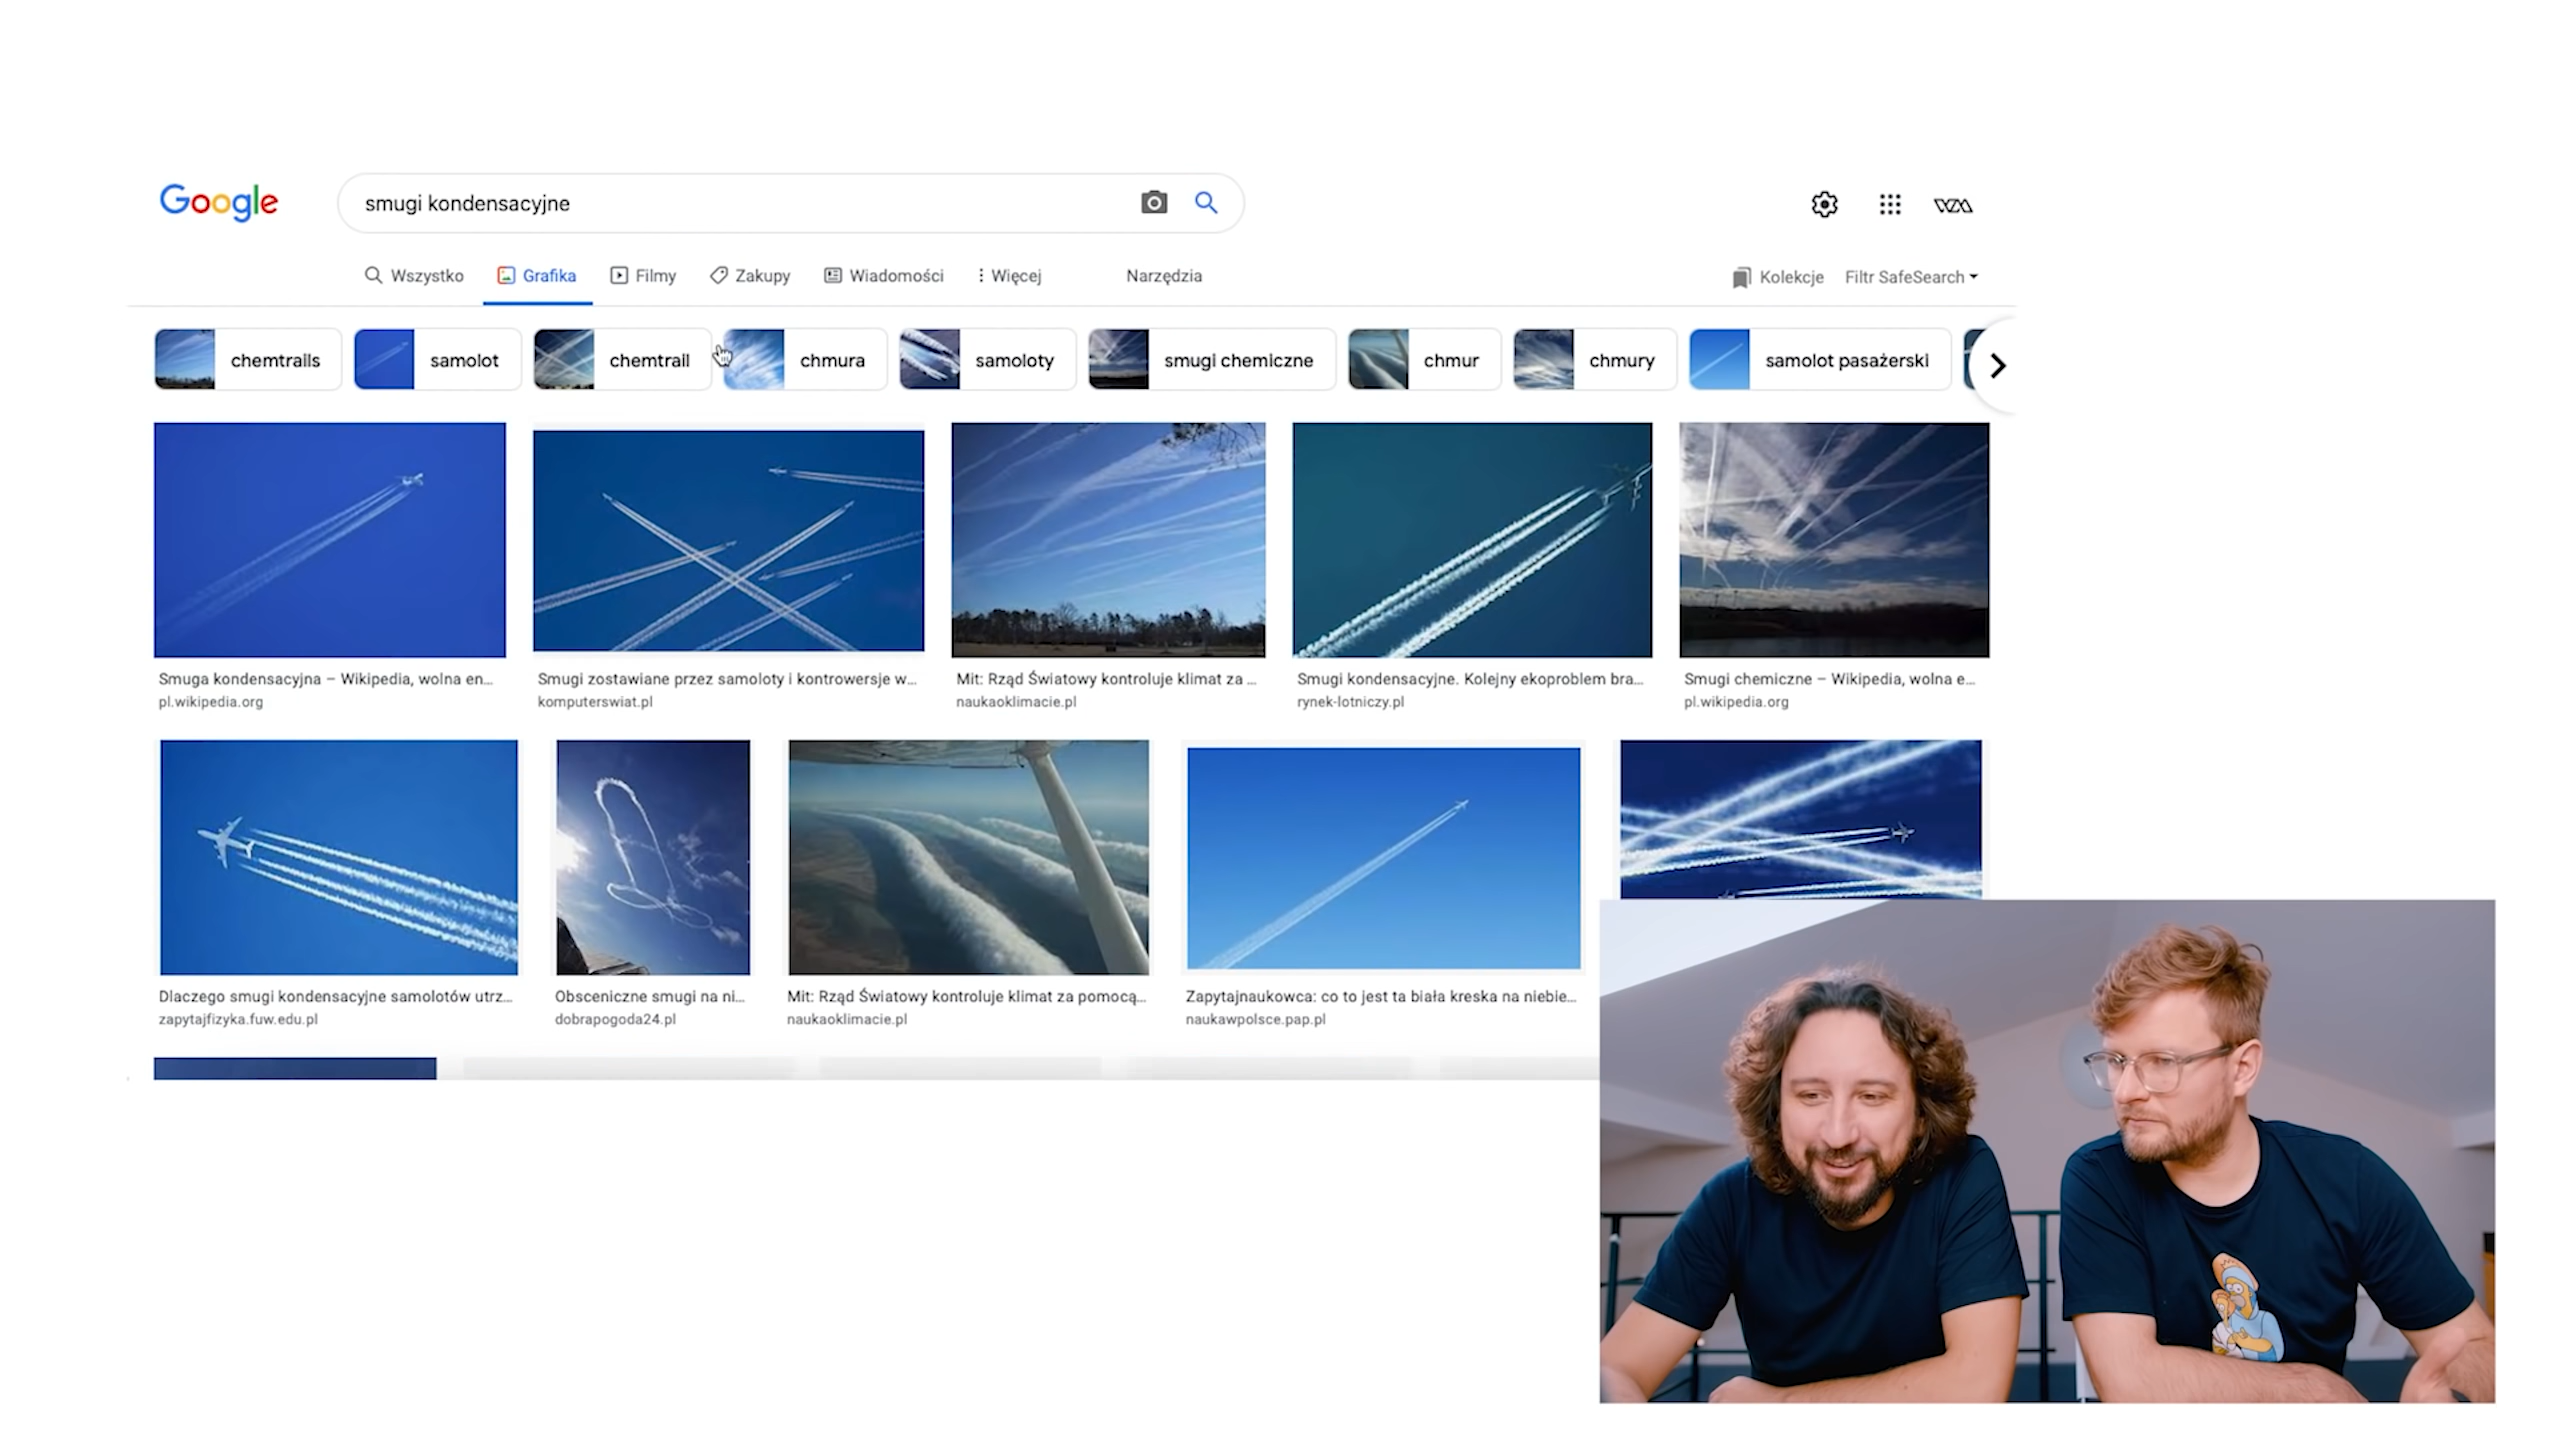 Google
smugi kondensacyjne
Wszystko
Grafika
Filmy
Zakupy
Wiadomości
Więcej
Narzędzia
Kolekcje
Filtr SafeSearch
chemtrails
samolot
chemtrail
chmura
samoloty
smugi chemiczne
chmur
chmury
samolot pasażerski
Smuga kondensacyjna – Wikipedia, wolna en...
pl.wikipedia.org
Smugi zostawiane przez samoloty i kontrowersje w...
komputerswiat.pl
Mit: Rząd Światowy kontroluje klimat za ...
naukaoklimacie.pl
Smugi kondensacyjne. Kolejny ekoproblem bra...
rynek-lotniczy.pl
Smugi chemiczne – Wikipedia, wolna e...
pl.wikipedia.org
Dlaczego smugi kondensacyjne samolotów utrz...
zapytajfizyka.fuw.edu.pl
Obsceniczne smugi na ni...
dobrapogoda24.pl
Mit: Rząd Światowy kontroluje klimat za pomocą...
naukaoklimacie.pl
Zapytajnaukowca: co to jest ta biała kreska na niebie...
naukawpolsce.pap.pl